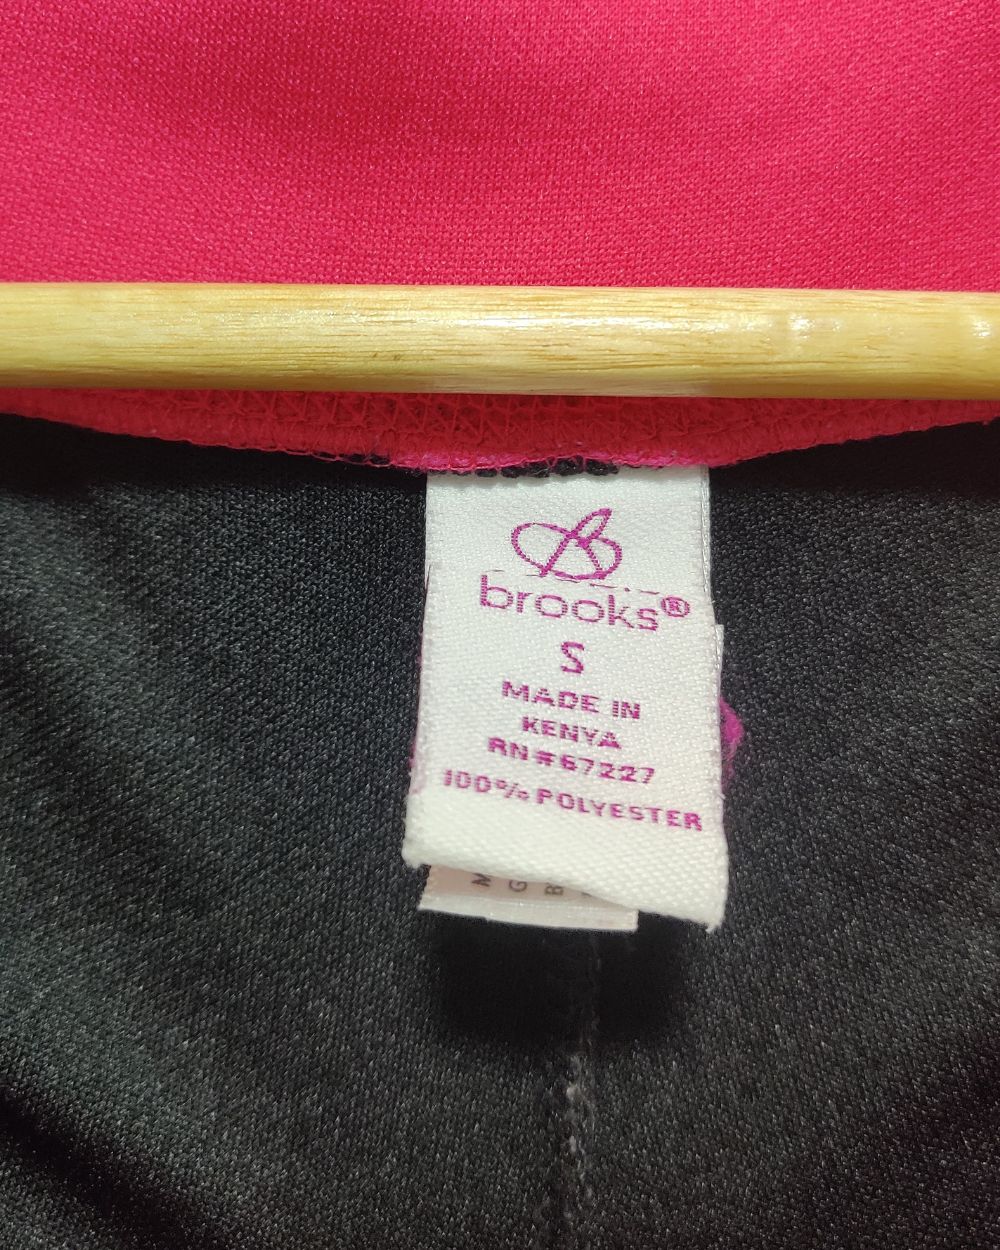 brooks®
S
MADE IN
KENYA
RN#67227
100% POLYESTER
M
G
B